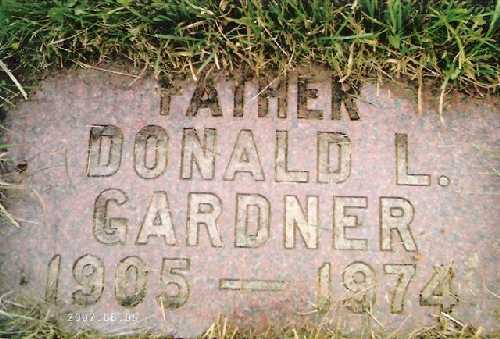 FATHER
DONALD L.
GARDNER
1905 — 1974